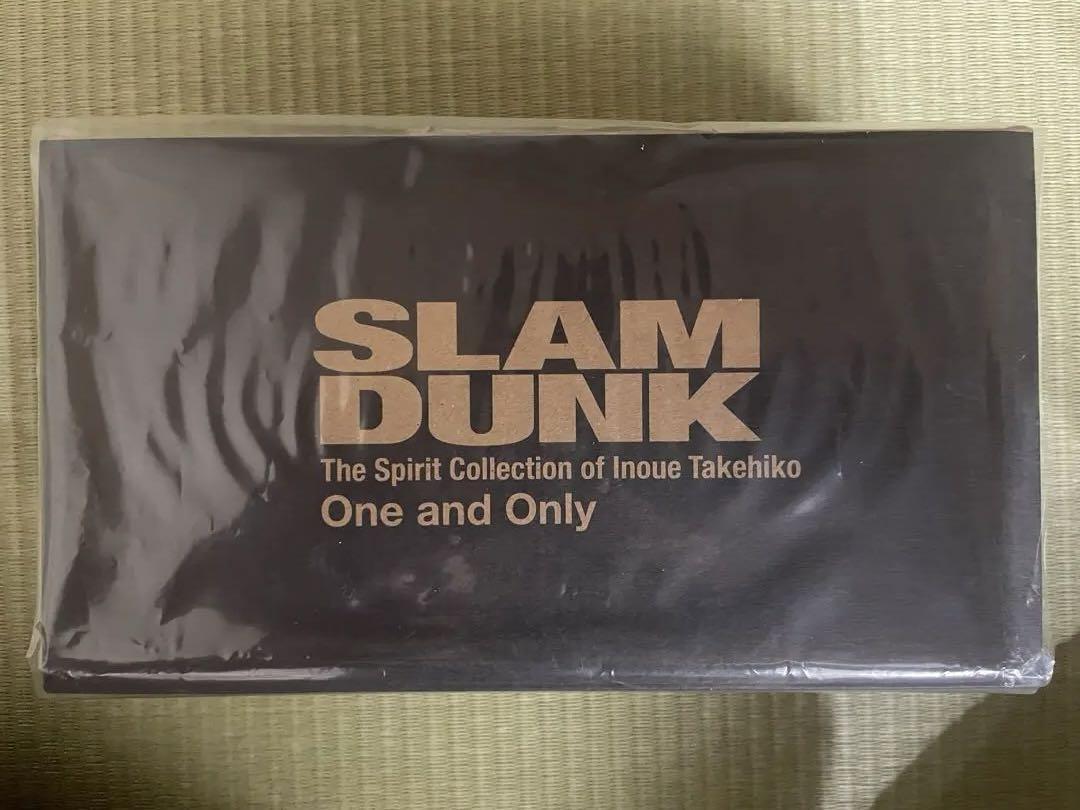 SLAM
DUNK
The Spirit Collection of Inoue Takehiko
One and Only